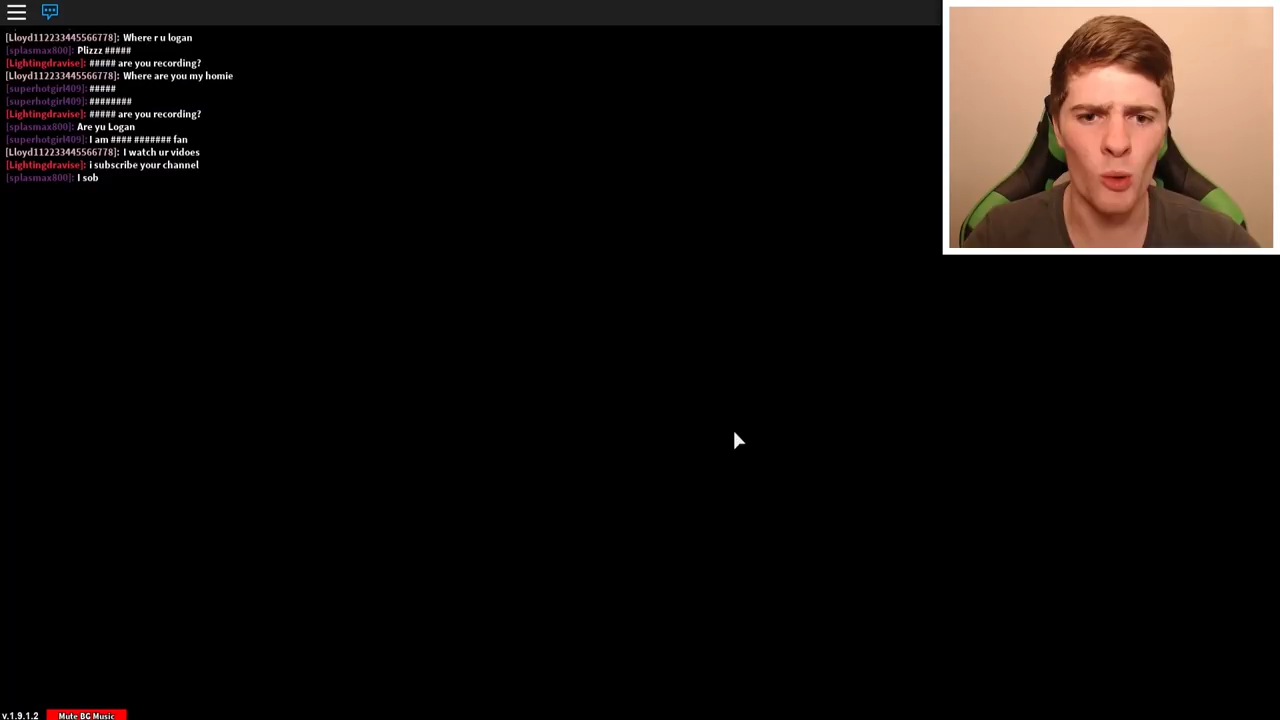 [Lloyd112233445566778]: Where r u logan
[splasmax800]: Plizzz #####
[Lightingdravise]: ##### are you recording?
[Lloyd112233445566778]: Where are you my homie
[superhotgirl409]: #####
[superhotgirl409]: ########
[Lightingdravise]: ##### are you recording?
[splasmax800]: Are yu Logan
[superhotgirl409]: I am #### ####### fan
[Lloyd112233445566778]: I watch ur vidoes
[Lightingdravise]: i subscribe your channel
[splasmax800]: I sob
v.1.9.1.2 Mute BG Music